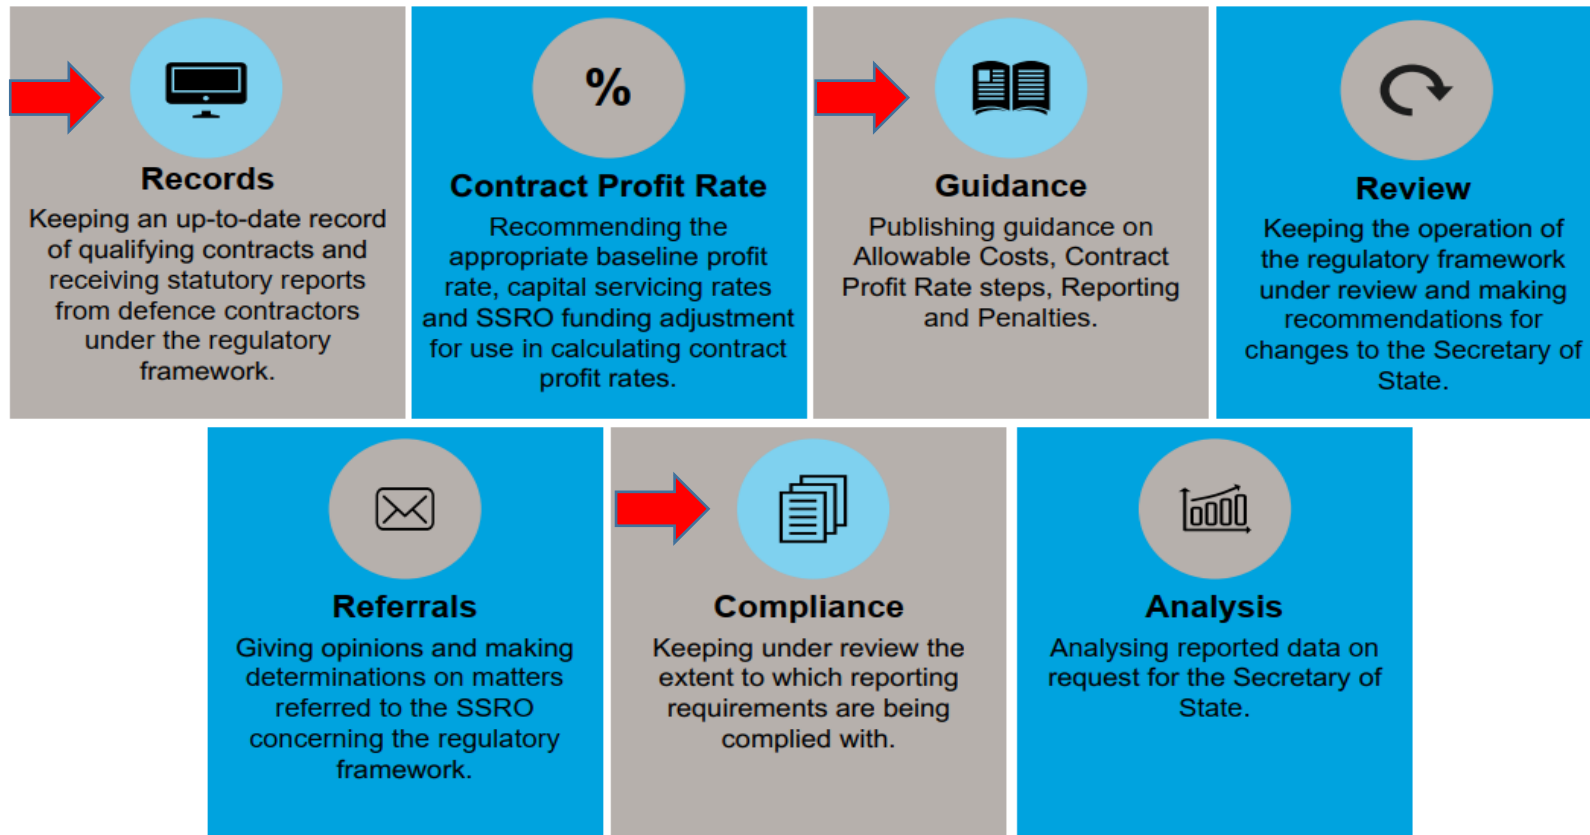 Records
Keeping an up-to-date record
of qualifying contracts and
receiving statutory reports
from defence contractors
under the regulatory
framework.
%
Contract Profit Rate
Recommending the
appropriate baseline profit
rate, capital servicing rates
and SSRO funding adjustment
for use in calculating contract
profit rates.
Guidance
Publishing guidance on
Allowable Costs, Contract
Profit Rate steps, Reporting
and Penalties.
Review
Keeping the operation of
the regulatory framework
under review and making
recommendations for
changes to the Secretary of
State.
Referrals
Giving opinions and making
determinations on matters
referred to the SSRO
concerning the regulatory
framework.
Compliance
Keeping under review the
extent to which reporting
requirements are being
complied with.
Analysis
Analysing reported data on
request for the Secretary of
State.